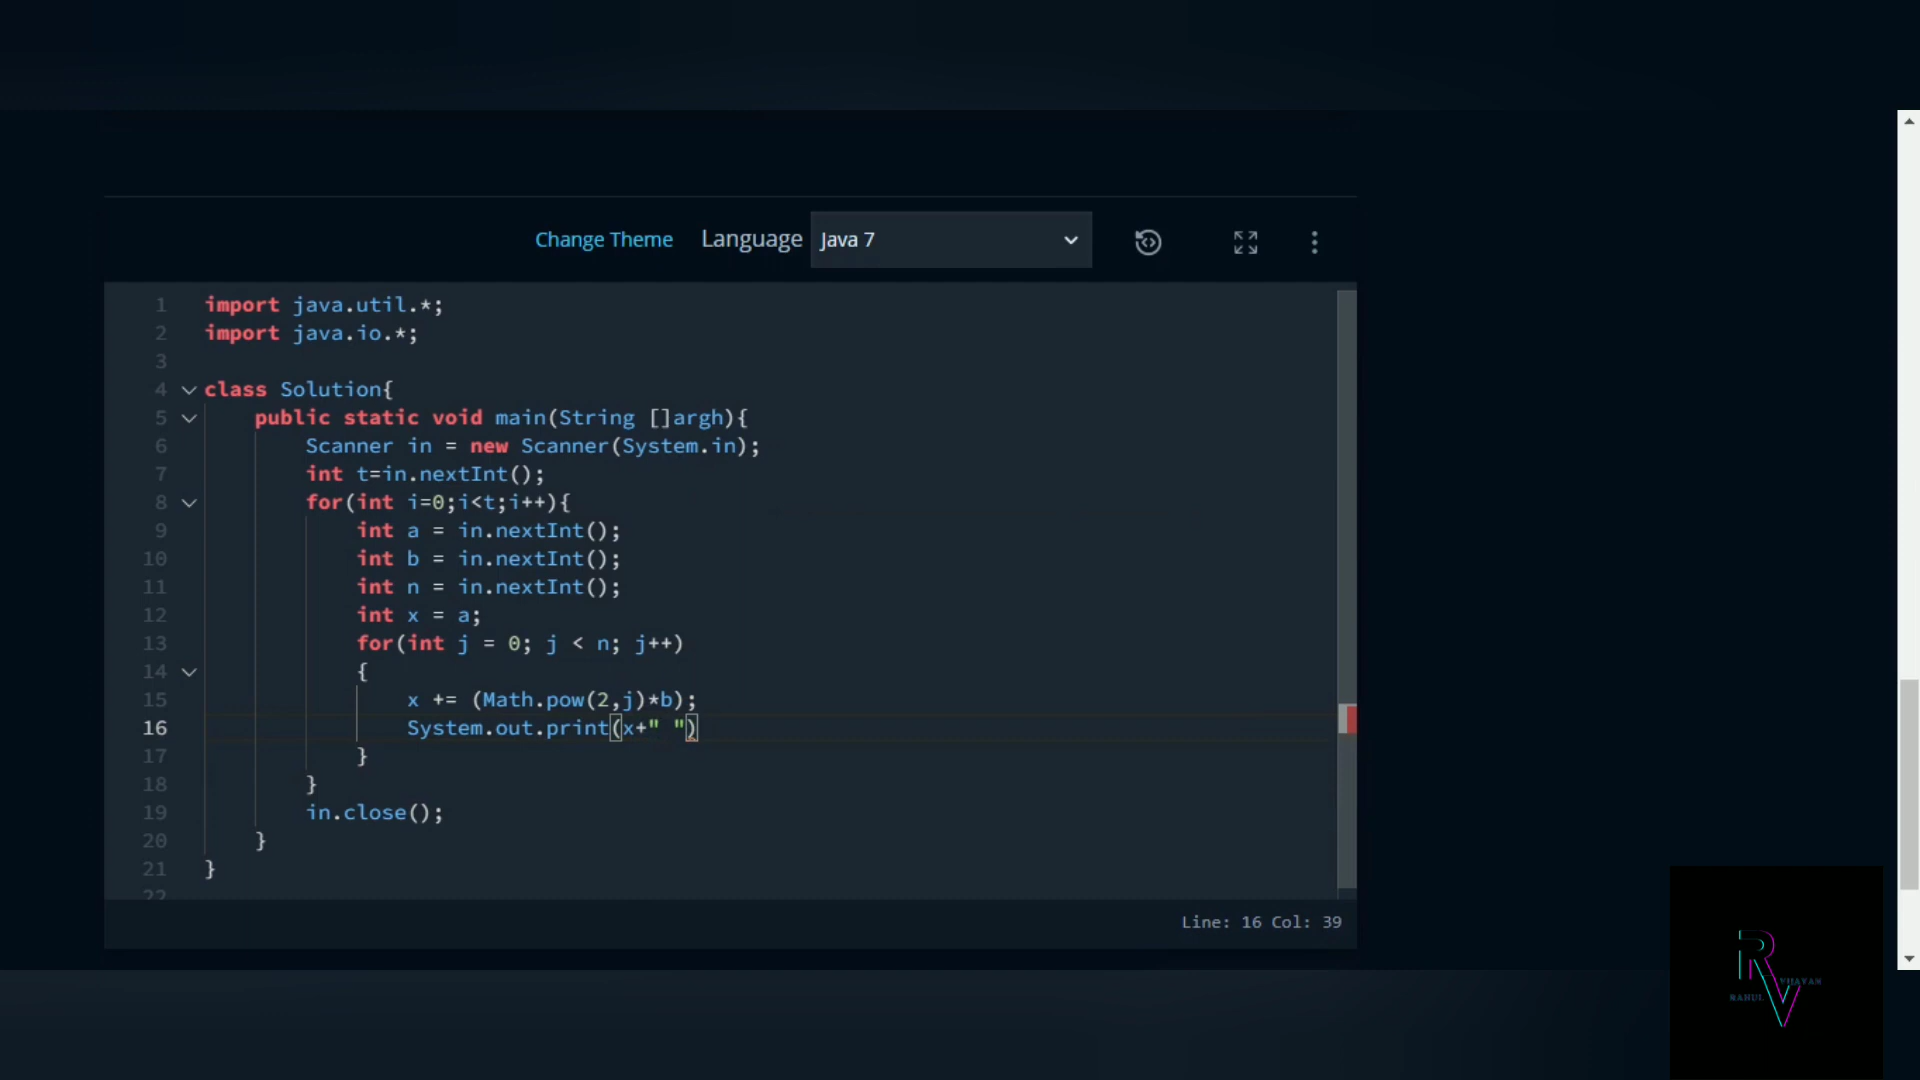 Change Theme Language Java 7
1 import java.util.*;
2 import java.io.*;
3
4 class Solution{
5 public static void main(String []argh){
6 Scanner in = new Scanner(System.in);
7 int t=in.nextInt();
8 for(int i=0;i<t;i++){
9 int a = in.nextInt();
10 int b = in.nextInt();
11 int n = in.nextInt();
12 int x = a;
13 for(int j = 0; j < n; j++)
14 {
15 x += (Math.pow(2,j)*b);
16 System.out.print(x+" ")
17 }
18 }
19 in.close();
20 }
21 }
22
Line: 16 Col: 39
RV
VHAVAN
RAHUL